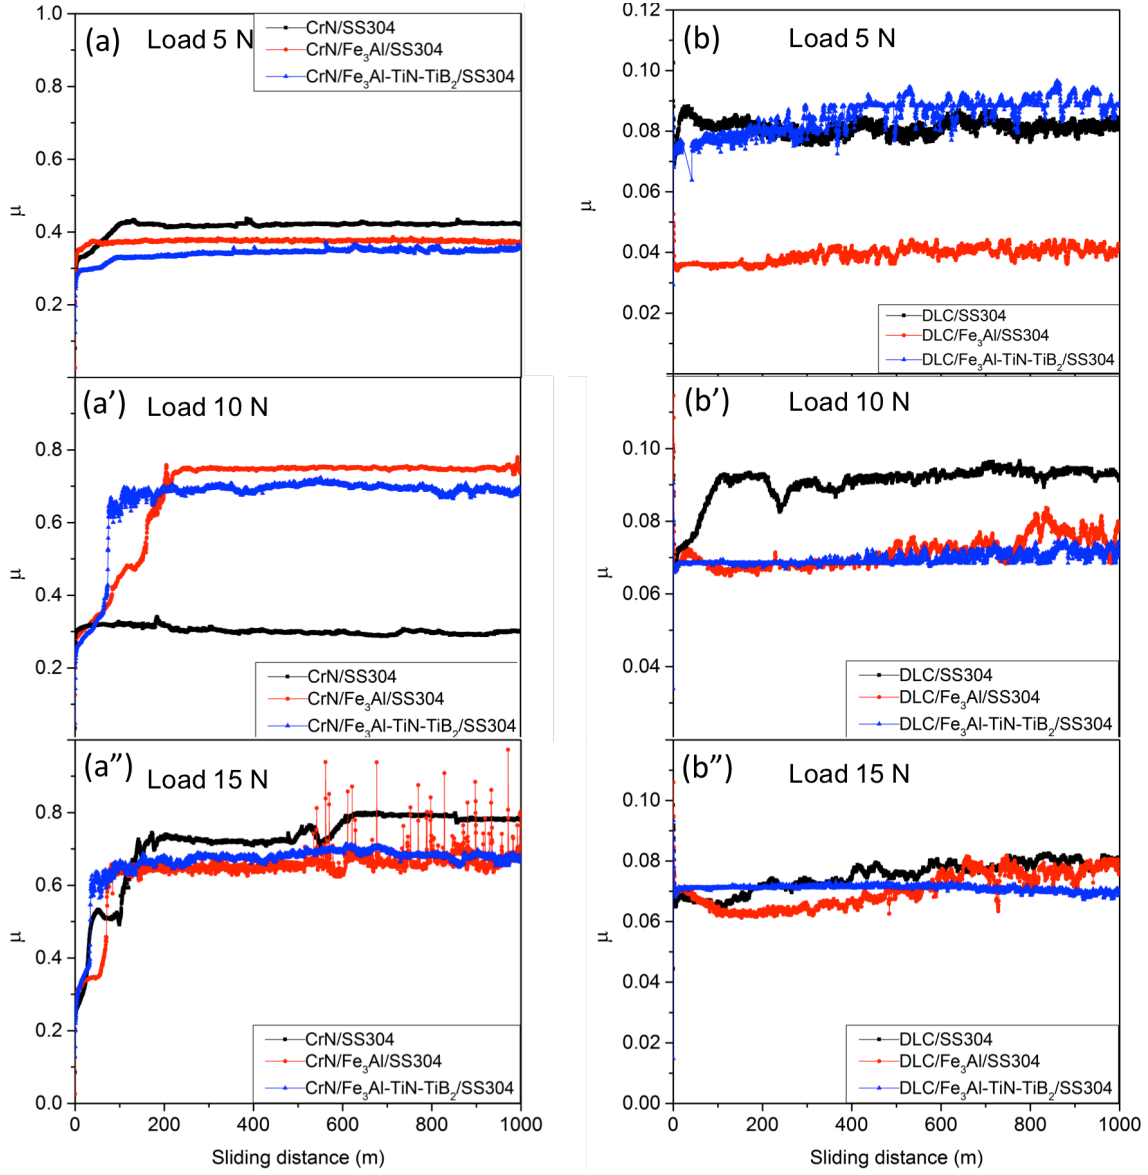 (a) Load 5 N
CrN/SS304
CrN/Fe₃Al/SS304
CrN/Fe₃Al-TiN-TiB₂/SS304
1.0
0.8
0.6
0.4
0.2
μ
(b) Load 5 N
DLC/SS304
DLC/Fe₃Al/SS304
DLC/Fe₃Al-TiN-TiB₂/SS304
0.12
0.10
0.08
0.06
0.04
0.02
μ
(a') Load 10 N
CrN/SS304
CrN/Fe₃Al/SS304
CrN/Fe₃Al-TiN-TiB₂/SS304
0.8
0.6
0.4
0.2
μ
(b') Load 10 N
DLC/SS304
DLC/Fe₃Al/SS304
DLC/Fe₃Al-TiN-TiB₂/SS304
0.10
0.08
0.06
0.04
μ
(a") Load 15 N
CrN/SS304
CrN/Fe₃Al/SS304
CrN/Fe₃Al-TiN-TiB₂/SS304
0.8
0.6
0.4
0.2
0.0
μ
0 200 400 600 800 1000
Sliding distance (m)
(b") Load 15 N
DLC/SS304
DLC/Fe₃Al/SS304
DLC/Fe₃Al-TiN-TiB₂/SS304
0.10
0.08
0.06
0.04
0.02
0.00
μ
0 200 400 600 800 1000
Sliding distance (m)